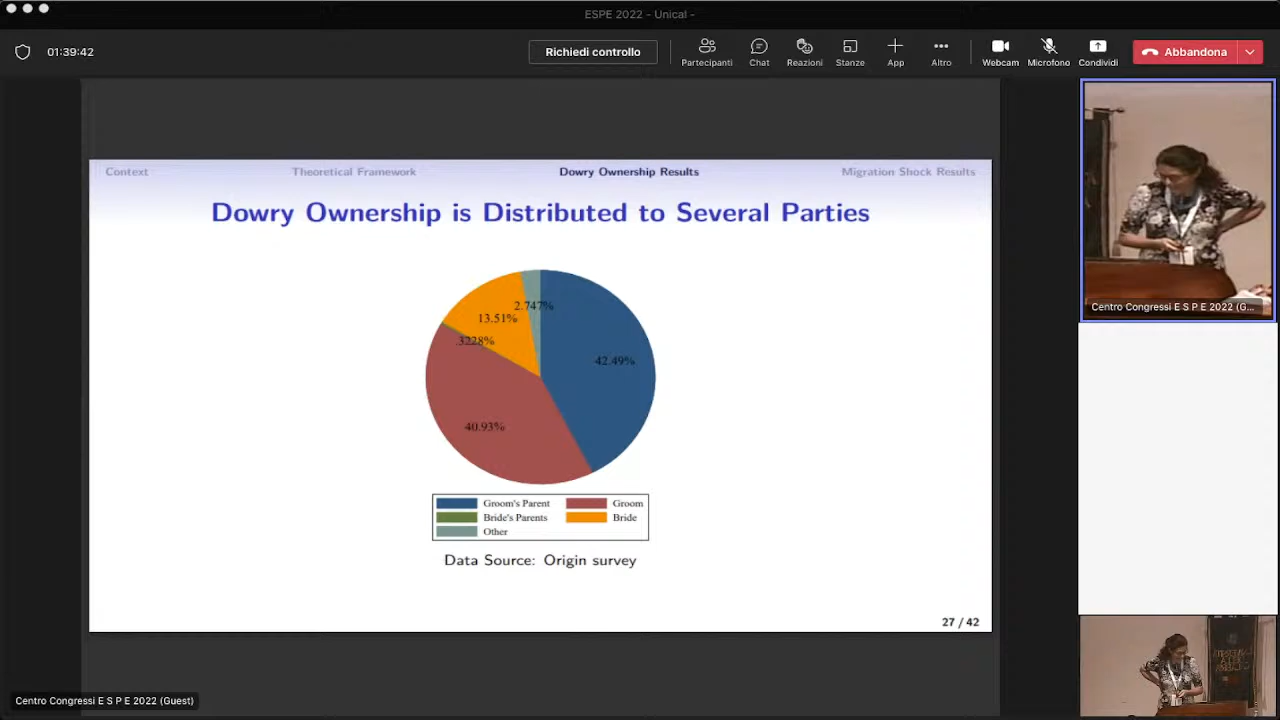 ESPE 2022 - Unical -
01:39:42
Richiedi controllo
Partecipanti
Chat
Reazioni
Stanze
App
Altro
Webcam
Microfono
Condividi
Abbandona
Context
Theoretical Framework
Dowry Ownership Results
Migration Shock Results
Dowry Ownership is Distributed to Several Parties
2.747%
13.51%
.3228%
42.49%
40.93%
Groom's Parent
Groom
Bride's Parents
Bride
Other
Data Source: Origin survey
27 / 42
Centro Congressi E S P E 2022 (G...
Centro Congressi E S P E 2022 (Guest)